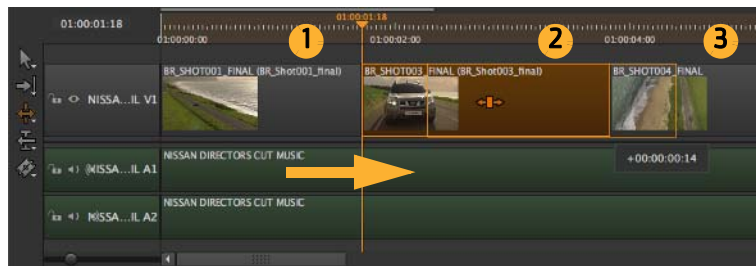 01:00:01:18
01:00:01:18
01:00:00:00
01:00:02:00
01:00:04:00
1
2
3
BR_SHOT001_FINAL (BR_Shot001_final)
BR_SHOT003_FINAL (BR_Shot003_final)
BR_SHOT004_FINAL
NISSA...IL V1
NISSAN DIRECTORS CUT MUSIC
NISSA...IL A1
+00:00:00:14
NISSAN DIRECTORS CUT MUSIC
NISSA...IL A2